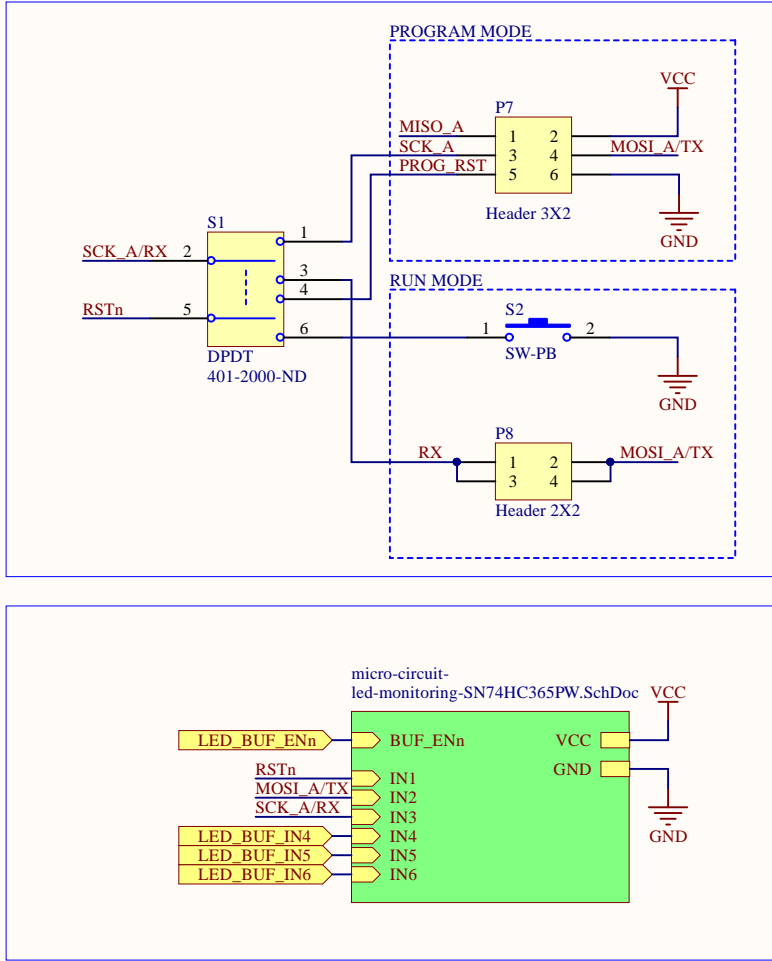 PROGRAM MODE
VCC
P7
MISO_A
1 2
SCK_A
3 4
MOSI_A/TX
PROG_RST
5 6
Header 3X2
GND
S1
1
SCK_A/RX 2
3
4
RSTn 5
6
DPDT
401-2000-ND
RUN MODE
S2
1 2
SW-PB
GND
P8
RX
1 2
MOSI_A/TX
3 4
Header 2X2
micro-circuit-
led-monitoring-SN74HC365PW.SchDoc
VCC
LED_BUF_ENn
BUF_ENn
VCC
GND
RSTn
IN1
MOSI_A/TX
IN2
SCK_A/RX
IN3
GND
LED_BUF_IN4
IN4
LED_BUF_IN5
IN5
LED_BUF_IN6
IN6